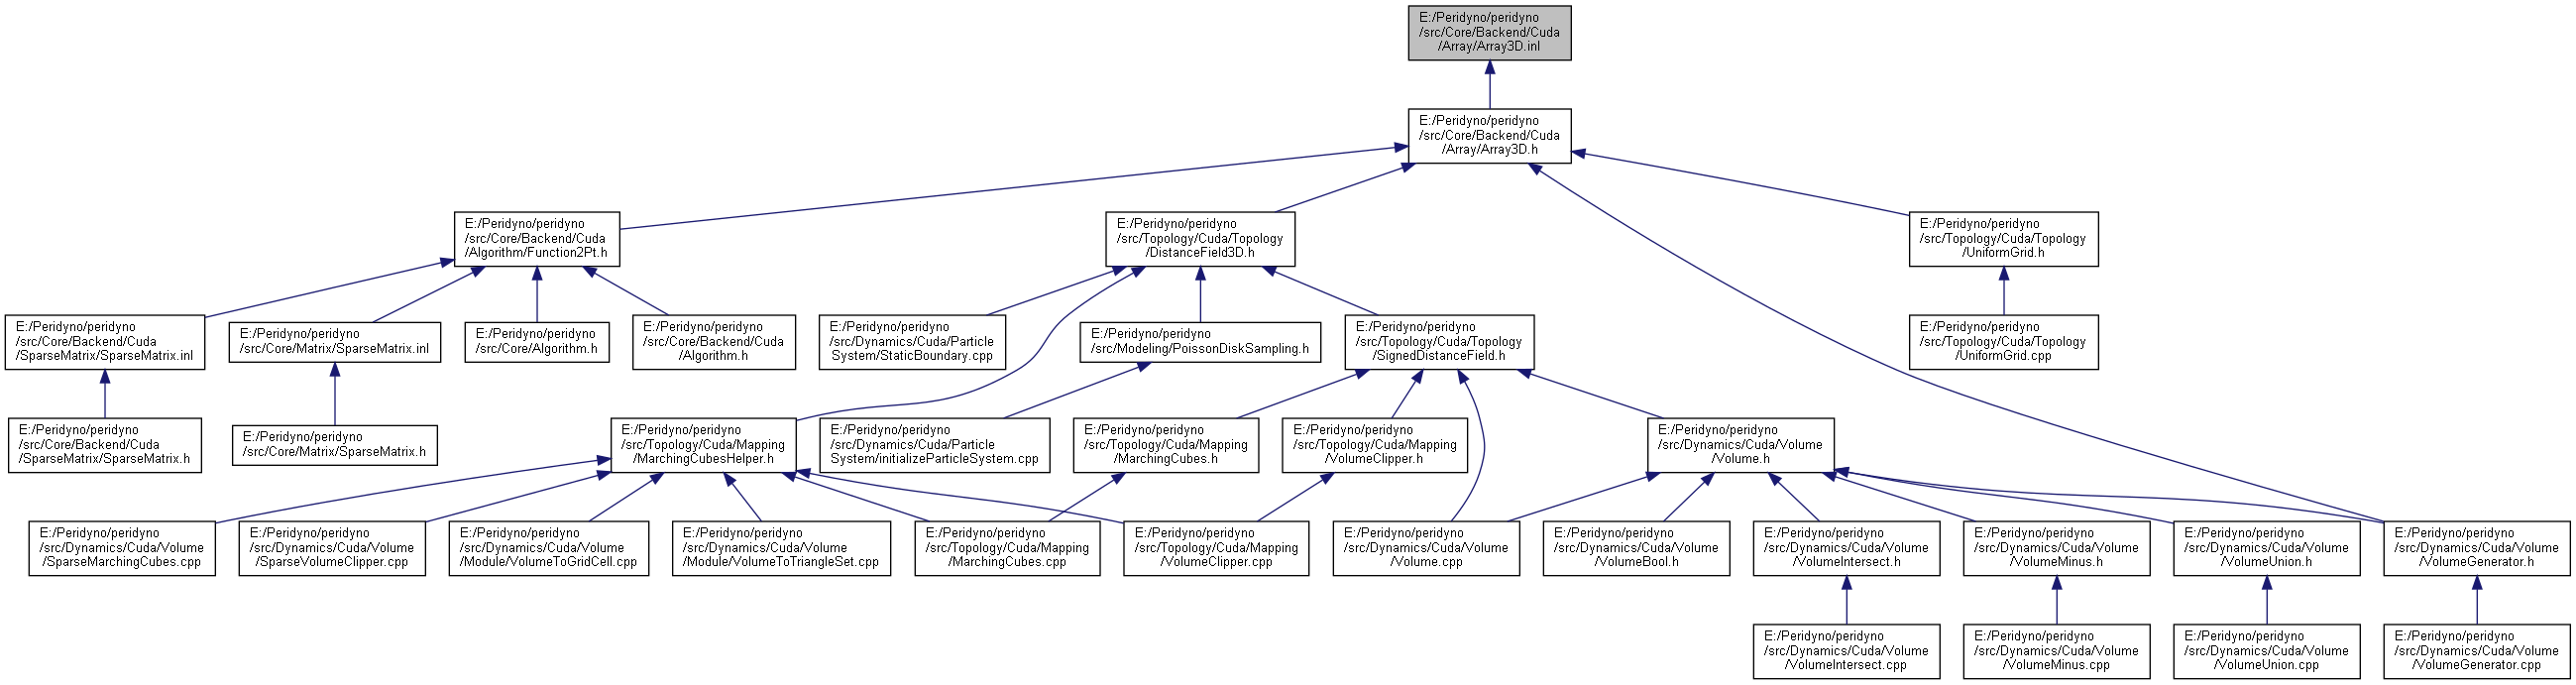 E:/Peridyno/peridyno
/src/Core/Backend/Cuda
/Array/Array3D.inl
E:/Peridyno/peridyno
/src/Core/Backend/Cuda
/Array/Array3D.h
E:/Peridyno/peridyno
/src/Core/Backend/Cuda
/Algorithm/Function2Pt.h
E:/Peridyno/peridyno
/src/Topology/Cuda/Topology
/DistanceField3D.h
E:/Peridyno/peridyno
/src/Topology/Cuda/Topology
/UniformGrid.h
E:/Peridyno/peridyno
/src/Core/Backend/Cuda
/SparseMatrix/SparseMatrix.inl
E:/Peridyno/peridyno
/src/Core/Matrix/SparseMatrix.inl
E:/Peridyno/peridyno
/src/Core/Algorithm.h
E:/Peridyno/peridyno
/src/Core/Backend/Cuda
/Algorithm.h
E:/Peridyno/peridyno
/src/Dynamics/Cuda/Particle
System/StaticBoundary.cpp
E:/Peridyno/peridyno
/src/Modeling/PoissonDiskSampling.h
E:/Peridyno/peridyno
/src/Topology/Cuda/Topology
/SignedDistanceField.h
E:/Peridyno/peridyno
/src/Topology/Cuda/Topology
/UniformGrid.cpp
E:/Peridyno/peridyno
/src/Core/Backend/Cuda
/SparseMatrix/SparseMatrix.h
E:/Peridyno/peridyno
/src/Core/Matrix/SparseMatrix.h
E:/Peridyno/peridyno
/src/Topology/Cuda/Mapping
/MarchingCubesHelper.h
E:/Peridyno/peridyno
/src/Dynamics/Cuda/Particle
System/initializeParticleSystem.cpp
E:/Peridyno/peridyno
/src/Topology/Cuda/Mapping
/MarchingCubes.h
E:/Peridyno/peridyno
/src/Topology/Cuda/Mapping
/VolumeClipper.h
E:/Peridyno/peridyno
/src/Dynamics/Cuda/Volume
/Volume.h
E:/Peridyno/peridyno
/src/Dynamics/Cuda/Volume
/SparseMarchingCubes.cpp
E:/Peridyno/peridyno
/src/Dynamics/Cuda/Volume
/SparseVolumeClipper.cpp
E:/Peridyno/peridyno
/src/Dynamics/Cuda/Volume
/Module/VolumeToGridCell.cpp
E:/Peridyno/peridyno
/src/Dynamics/Cuda/Volume
/Module/VolumeToTriangleSet.cpp
E:/Peridyno/peridyno
/src/Topology/Cuda/Mapping
/MarchingCubes.cpp
E:/Peridyno/peridyno
/src/Topology/Cuda/Mapping
/VolumeClipper.cpp
E:/Peridyno/peridyno
/src/Dynamics/Cuda/Volume
/Volume.cpp
E:/Peridyno/peridyno
/src/Dynamics/Cuda/Volume
/VolumeBool.h
E:/Peridyno/peridyno
/src/Dynamics/Cuda/Volume
/VolumeIntersect.h
E:/Peridyno/peridyno
/src/Dynamics/Cuda/Volume
/VolumeMinus.h
E:/Peridyno/peridyno
/src/Dynamics/Cuda/Volume
/VolumeUnion.h
E:/Peridyno/peridyno
/src/Dynamics/Cuda/Volume
/VolumeGenerator.h
E:/Peridyno/peridyno
/src/Dynamics/Cuda/Volume
/VolumeIntersect.cpp
E:/Peridyno/peridyno
/src/Dynamics/Cuda/Volume
/VolumeMinus.cpp
E:/Peridyno/peridyno
/src/Dynamics/Cuda/Volume
/VolumeUnion.cpp
E:/Peridyno/peridyno
/src/Dynamics/Cuda/Volume
/VolumeGenerator.cpp